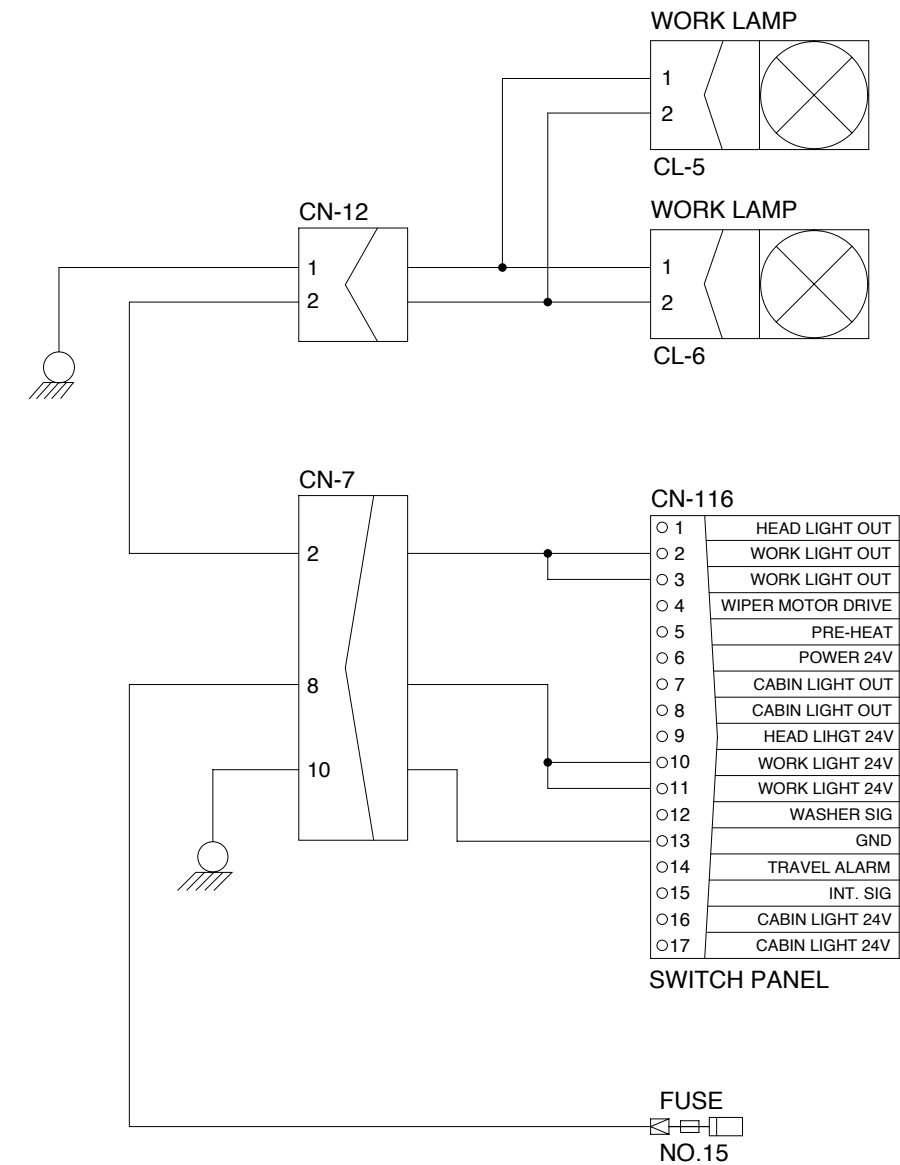 WORK LAMP
1
2
CL-5
CN-12
1
2
WORK LAMP
1
2
CL-6
CN-7
2
8
10
CN-116
1 HEAD LIGHT OUT
2 WORK LIGHT OUT
3 WORK LIGHT OUT
4 WIPER MOTOR DRIVE
5 PRE-HEAT
6 POWER 24V
7 CABIN LIGHT OUT
8 CABIN LIGHT OUT
9 HEAD LIHGT 24V
10 WORK LIGHT 24V
11 WORK LIGHT 24V
12 WASHER SIG
13 GND
14 TRAVEL ALARM
15 INT. SIG
16 CABIN LIGHT 24V
17 CABIN LIGHT 24V
SWITCH PANEL
FUSE
NO.15